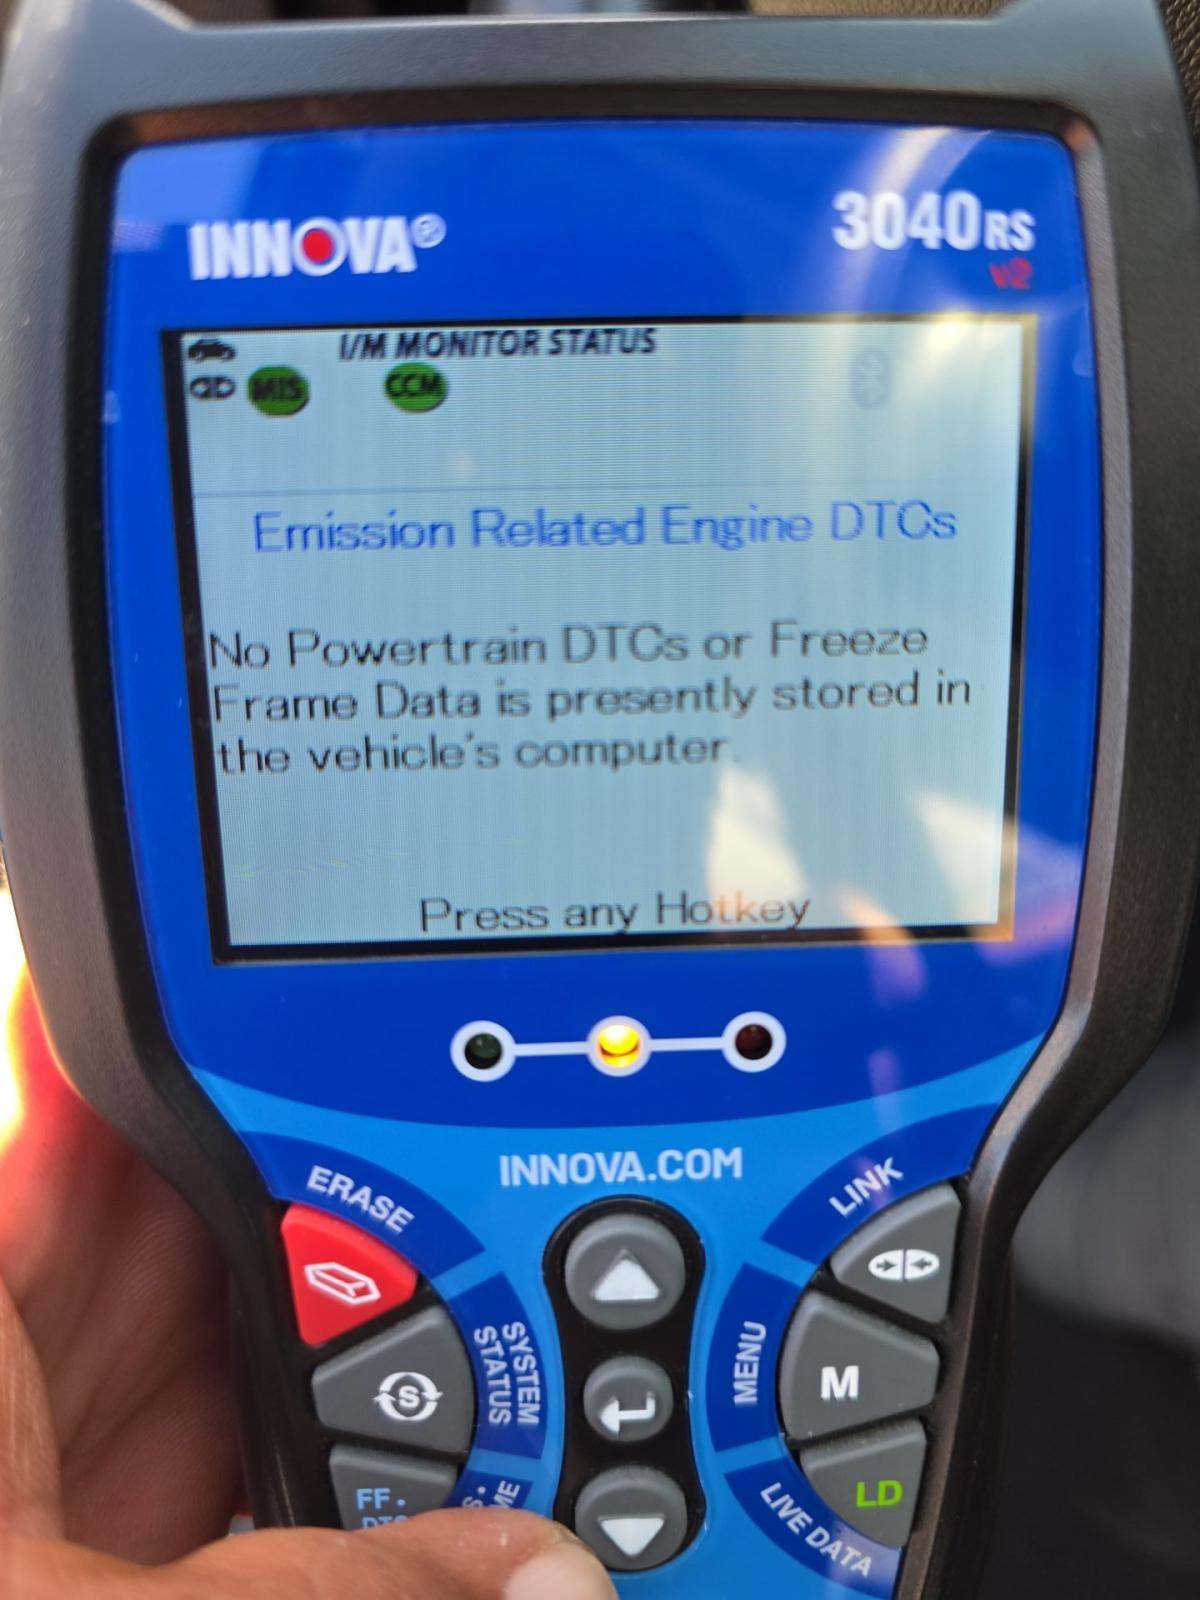 INNOVA®
3040RS
v2
I/M MONITOR STATUS
MIS CCM
Emission Related Engine DTCs
No Powertrain DTCs or Freeze
Frame Data is presently stored in
the vehicle's computer.
Press any Hotkey
INNOVA.COM
ERASE
LINK
SYSTEM
STATUS
S
MENU
M
FF.
LIVE DATA
LD